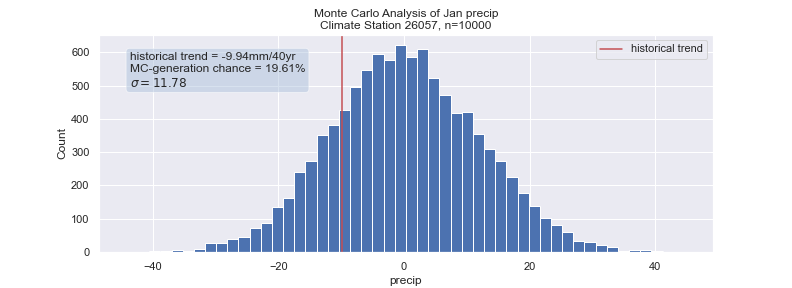 Monte Carlo Analysis of Jan precip
Climate Station 26057, n=10000
historical trend = -9.94mm/40yr
MC-generation chance = 19.61%
σ = 11.78
historical trend
600
500
400
300
200
100
0
Count
−40
−20
0
20
40
precip